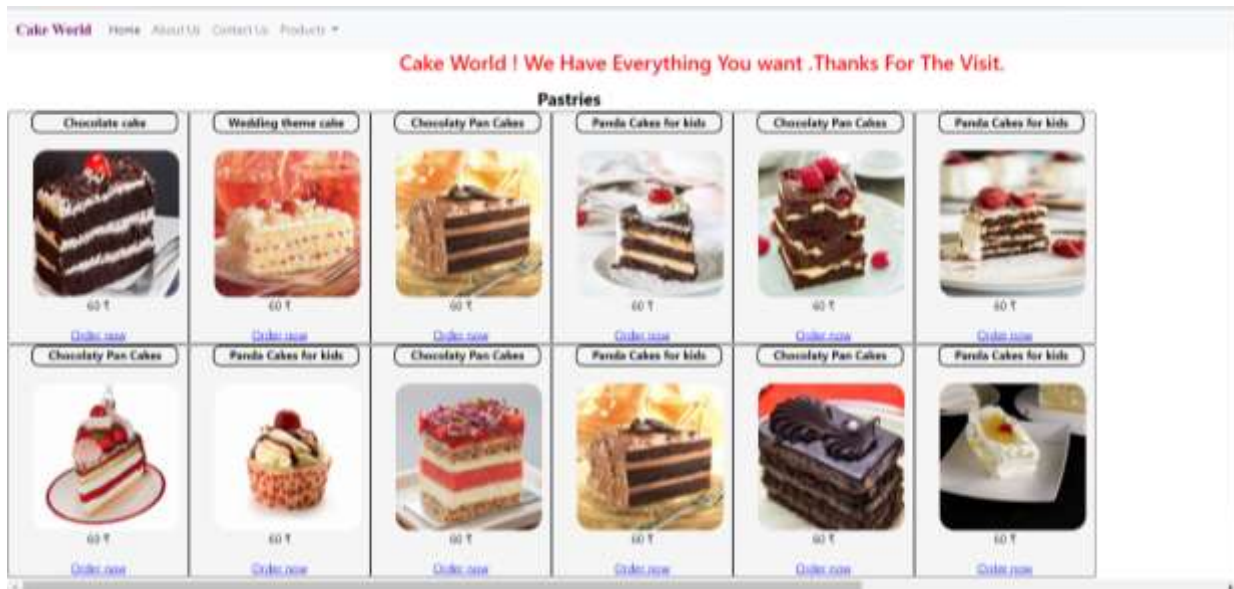 Cake World Home About Us Contact Us Products
Cake World ! We Have Everything You want .Thanks For The Visit.
Pastries
Chocolate cake Wedding theme cake Chocolaty Pan Cakes Panda Cakes for kids Chocolaty Pan Cakes Panda Cakes for kids
60 ₹ 60 ₹ 60 ₹ 60 ₹ 60 ₹ 60 ₹
Order now Order now Order now Order now Order now Order now
Chocolaty Pan Cakes Panda Cakes for kids Chocolaty Pan Cakes Panda Cakes for kids Chocolaty Pan Cakes Panda Cakes for kids
60 ₹ 60 ₹ 60 ₹ 60 ₹ 60 ₹ 60 ₹
Order now Order now Order now Order now Order now Order now